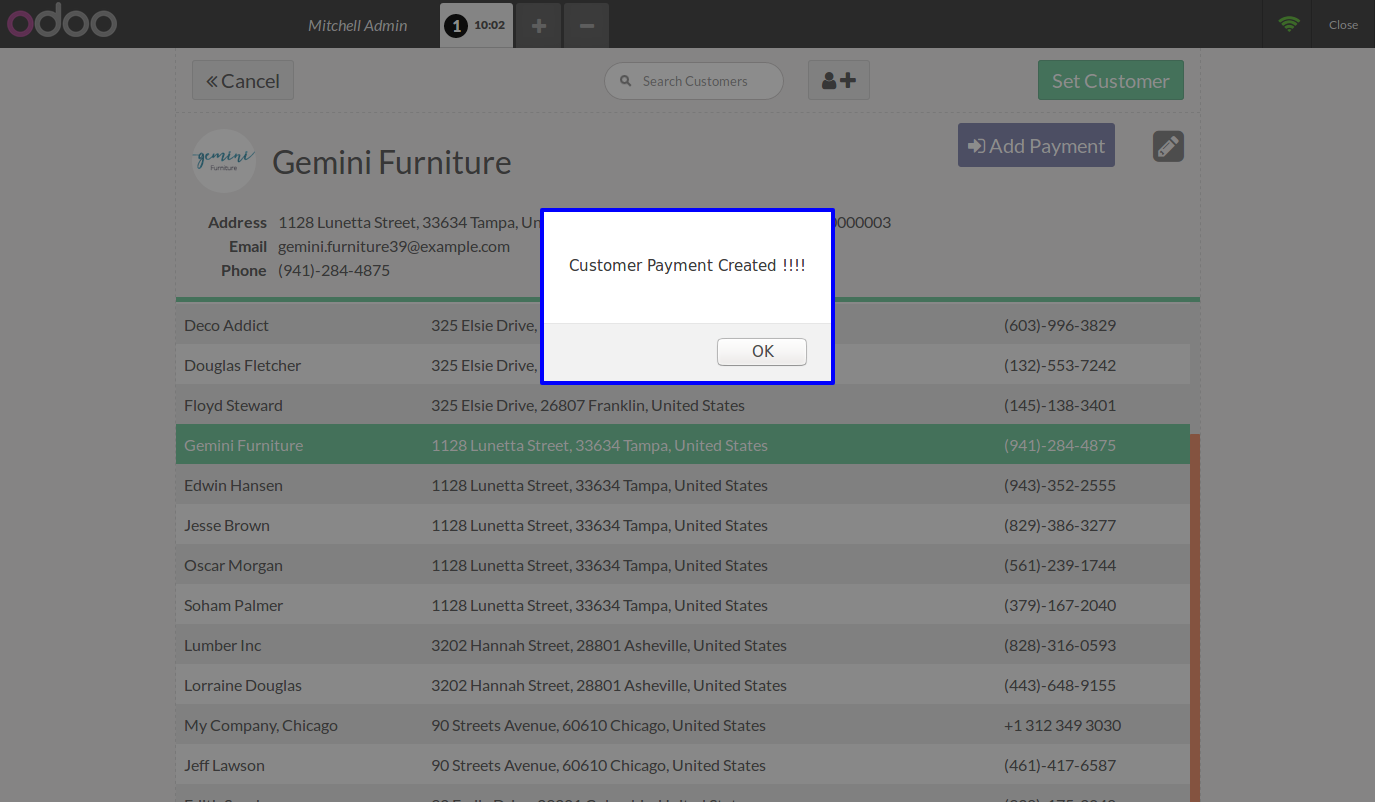 odoo
Mitchell Admin
1 10:02
Close
Cancel
Search Customers
Set Customer
gemini
Furniture
Gemini Furniture
Add Payment
Address 1128 Lunetta Street, 33634 Tampa, 0000003
Email gemini.furniture39@example.com
Phone (941)-284-4875
Customer Payment Created !!!!
OK
Deco Addict 325 Elsie Drive, (603)-996-3829
Douglas Fletcher 325 Elsie Drive, (132)-553-7242
Floyd Steward 325 Elsie Drive, 26807 Franklin, United States (145)-138-3401
Gemini Furniture 1128 Lunetta Street, 33634 Tampa, United States (941)-284-4875
Edwin Hansen 1128 Lunetta Street, 33634 Tampa, United States (943)-352-2555
Jesse Brown 1128 Lunetta Street, 33634 Tampa, United States (829)-386-3277
Oscar Morgan 1128 Lunetta Street, 33634 Tampa, United States (561)-239-1744
Soham Palmer 1128 Lunetta Street, 33634 Tampa, United States (379)-167-2040
Lumber Inc 3202 Hannah Street, 28801 Asheville, United States (828)-316-0593
Lorraine Douglas 3202 Hannah Street, 28801 Asheville, United States (443)-648-9155
My Company, Chicago 90 Streets Avenue, 60610 Chicago, United States +1 312 349 3030
Jeff Lawson 90 Streets Avenue, 60610 Chicago, United States (461)-417-6587